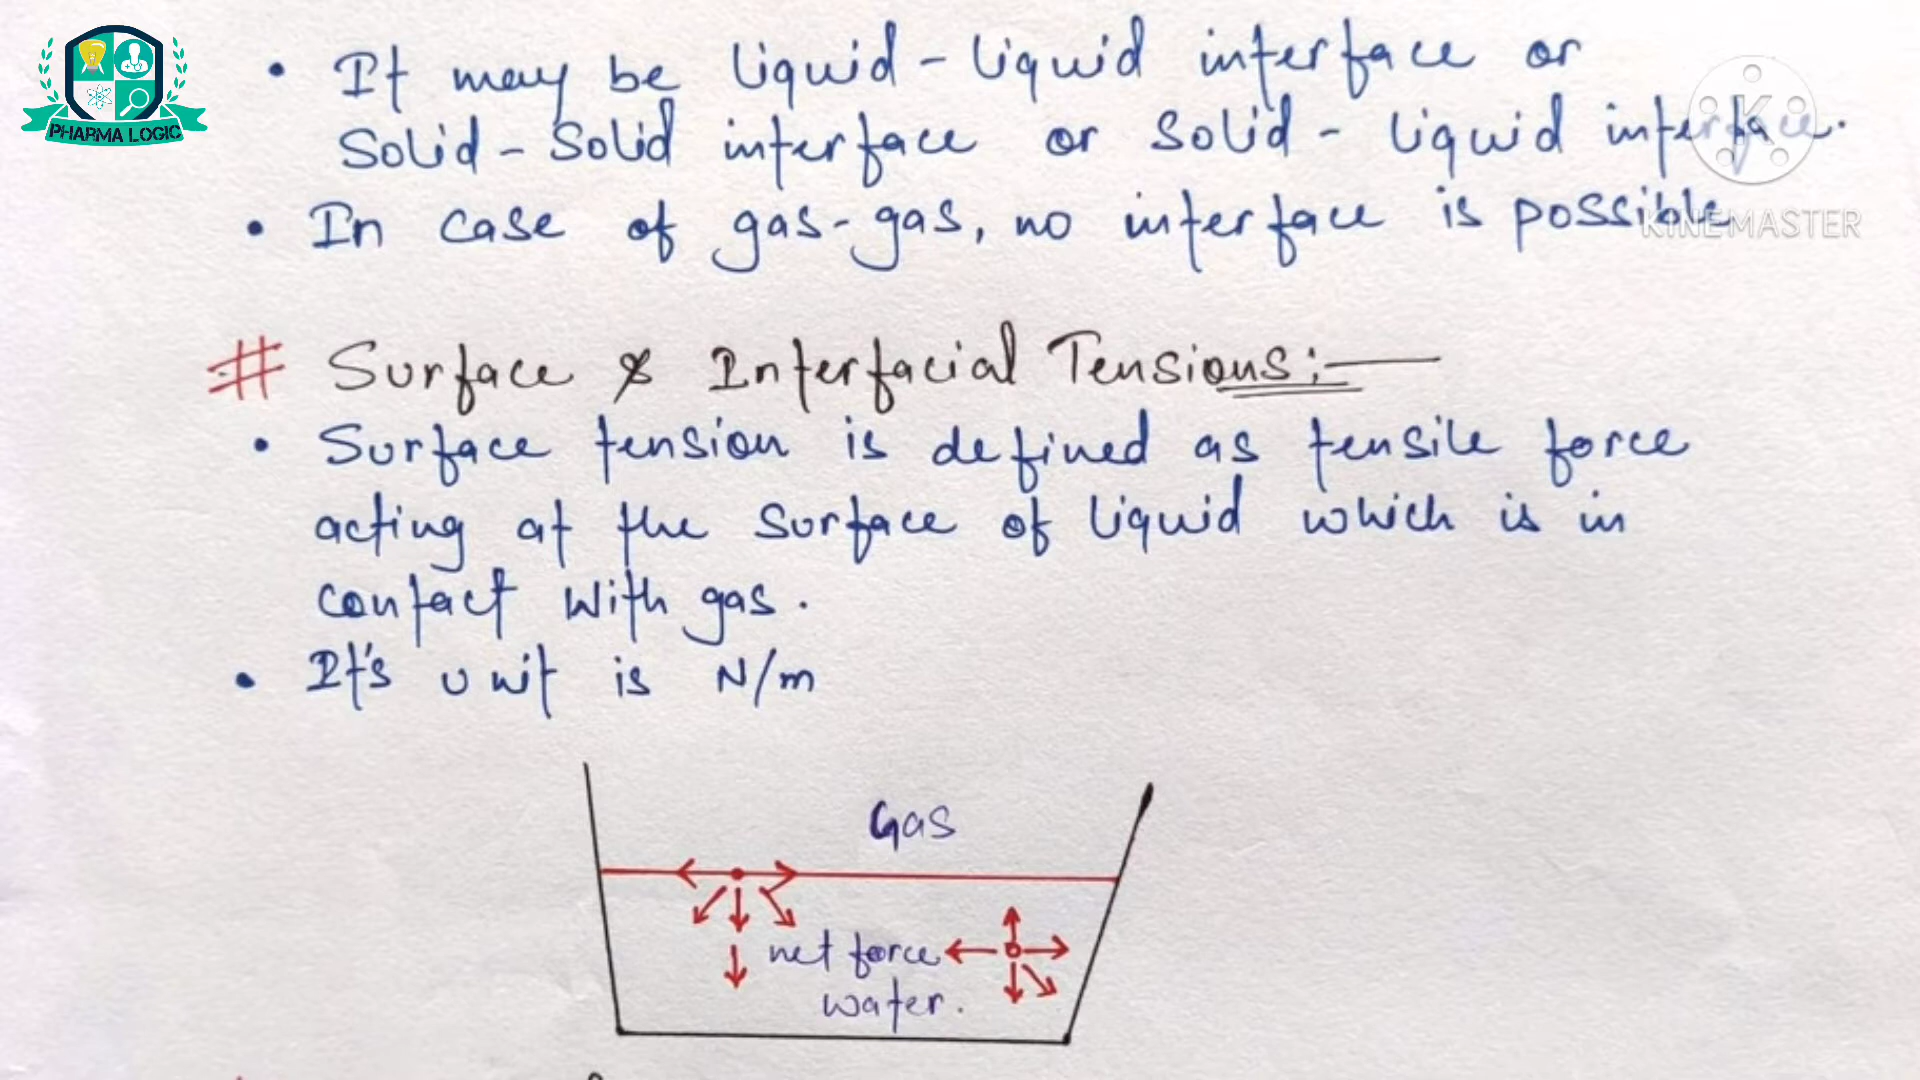 PHARMA LOGIC
• It may be liquid - liquid interface or
Solid - Solid interface or Solid - liquid interface.
• In case of gas-gas, no interface is possible
KINEMASTER
# Surface & Interfacial Tensions:—
• Surface tension is defined as tensile force
acting at the surface of liquid which is in
contact with gas.
• It's unit is N/m
Gas
net force
water.